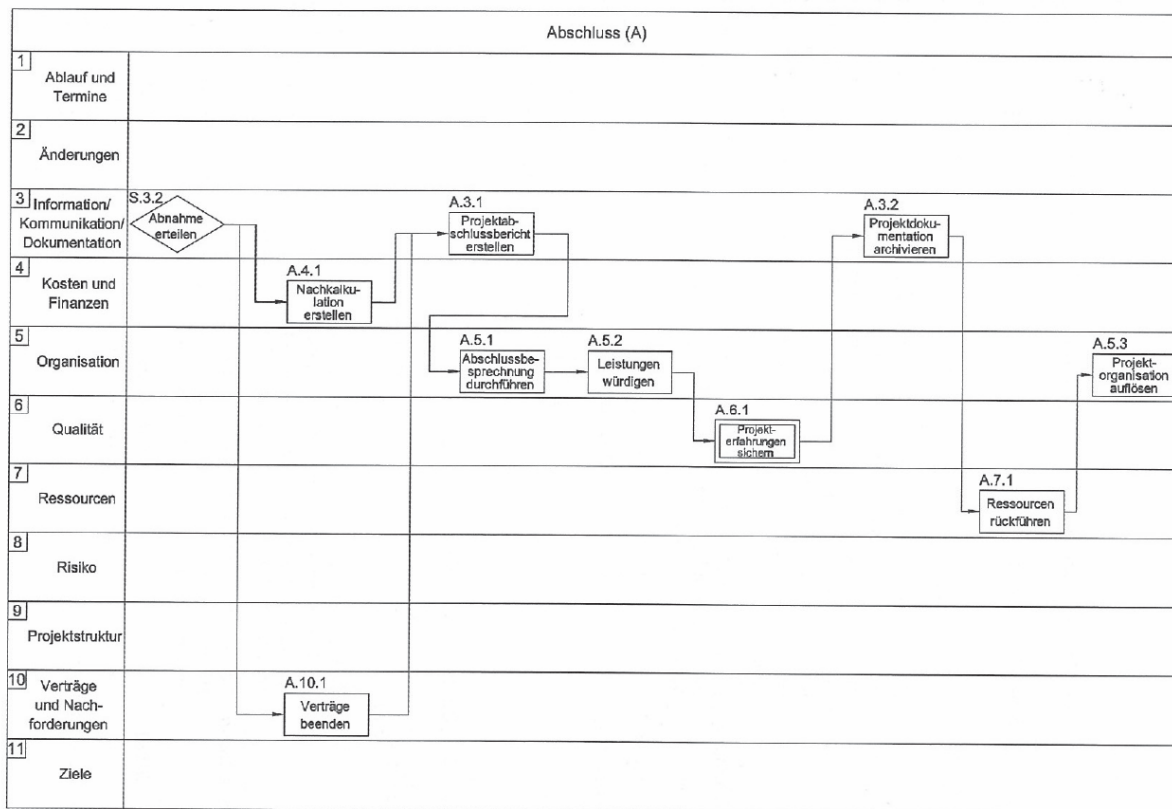 Abschluss (A)
1
Ablauf und
Termine
2
Änderungen
3
Information/
Kommunikation/
Dokumentation
S.3.2
Abnahme
erteilen
A.3.1
Projektab-
schlussbericht
erstellen
A.3.2
Projektdoku-
mentation
archivieren
4
Kosten und
Finanzen
A.4.1
Nachkalku-
lation
erstellen
5
Organisation
A.5.1
Abschlussbe-
sprechnung
durchführen
A.5.2
Leistungen
würdigen
A.5.3
Projekt-
organisation
auflösen
6
Qualität
A.6.1
Projekt-
erfahrungen
sichern
7
Ressourcen
A.7.1
Ressourcen
rückführen
8
Risiko
9
Projektstruktur
10
Verträge
und Nach-
forderungen
A.10.1
Verträge
beenden
11
Ziele